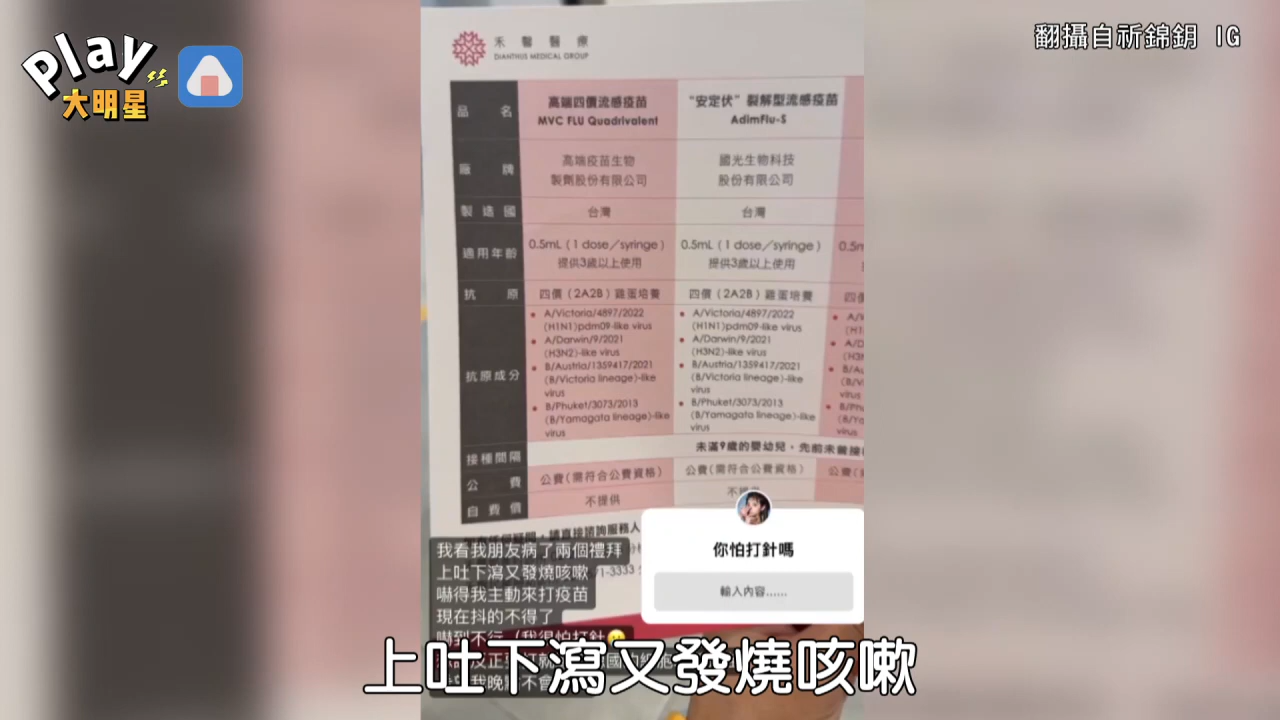 Play
大明星
翻攝自祈錦鈅 IG
禾馨醫療
DIANTHUS MEDICAL GROUP
品名
高端四價流感疫苗
MVC FLU Quadrivalent
"安定伏" 裂解型流感疫苗
AdimFlu-S
廠牌
高端疫苗生物
製劑股份有限公司
國光生物科技
股份有限公司
製造國
台灣
台灣
適用年齡
0.5mL（1 dose／syringe）
提供3歲以上使用
0.5mL（1 dose／syringe）
提供3歲以上使用
抗原
四價（2A2B）雞蛋培養
四價（2A2B）雞蛋培養
抗原成分
A/Victoria/4897/2022
(H1N1)pdm09-like virus
A/Darwin/9/2021
(H3N2)-like virus
B/Austria/1359417/2021
(B/Victoria lineage)-like
virus
B/Phuket/3073/2013
(B/Yamagata lineage)-like
virus
A/Victoria/4897/2022
(H1N1)pdm09-like virus
A/Darwin/9/2021
(H3N2)-like virus
B/Austria/1359417/2021
(B/Victoria lineage)-like
virus
B/Phuket/3073/2013
(B/Yamagata lineage)-like
virus
接種間隔
未滿9歲的嬰幼兒，先前未曾接
公費
公費（需符合公費資格）
公費（需符合公費資格）
自費價
不提供
你怕打針嗎
輸入內容......
我看我朋友病了兩個禮拜
上吐下瀉又發燒咳嗽
嚇得我主動來打疫苗
現在抖的不得了
嚇到不行（我很怕打針
上吐下瀉又發燒咳嗽